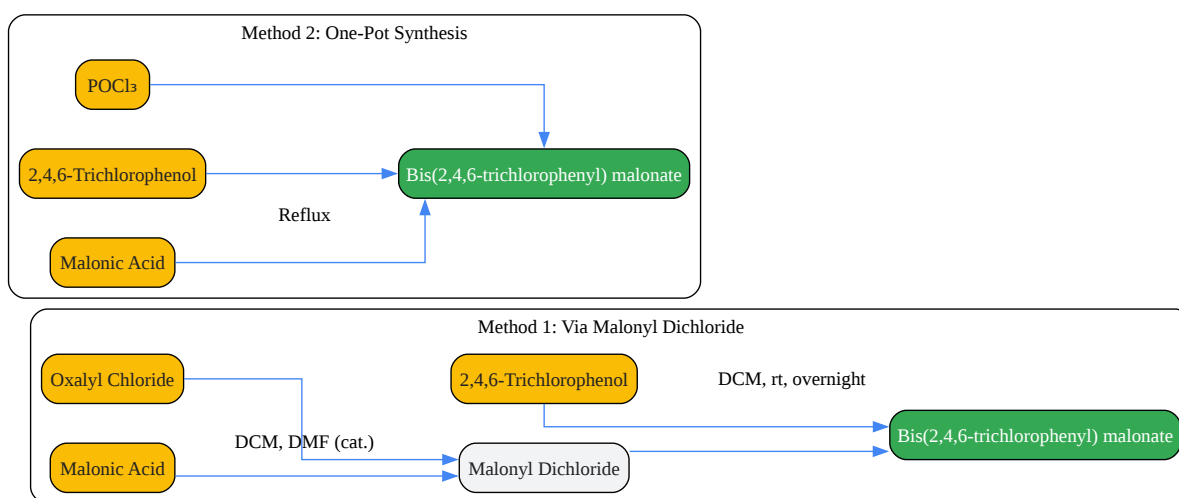 Method 2: One-Pot Synthesis
POCl₃
2,4,6-Trichlorophenol
Bis(2,4,6-trichlorophenyl) malonate
Reflux
Malonic Acid
Method 1: Via Malonyl Dichloride
Oxalyl Chloride
2,4,6-Trichlorophenol
DCM, rt, overnight
Bis(2,4,6-trichlorophenyl) malonate
DCM, DMF (cat.)
Malonic Acid
Malonyl Dichloride